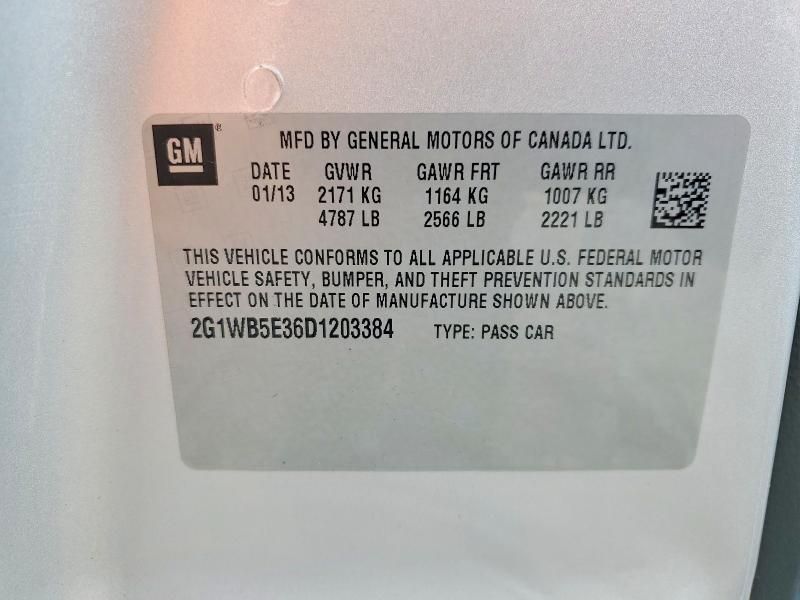 GM ®
MFD BY GENERAL MOTORS OF CANADA LTD.
DATE GVWR GAWR FRT GAWR RR
01/13 2171 KG 1164 KG 1007 KG
4787 LB 2566 LB 2221 LB
THIS VEHICLE CONFORMS TO ALL APPLICABLE U.S. FEDERAL MOTOR
VEHICLE SAFETY, BUMPER, AND THEFT PREVENTION STANDARDS IN
EFFECT ON THE DATE OF MANUFACTURE SHOWN ABOVE.
2G1WB5E36D1203384 TYPE: PASS CAR